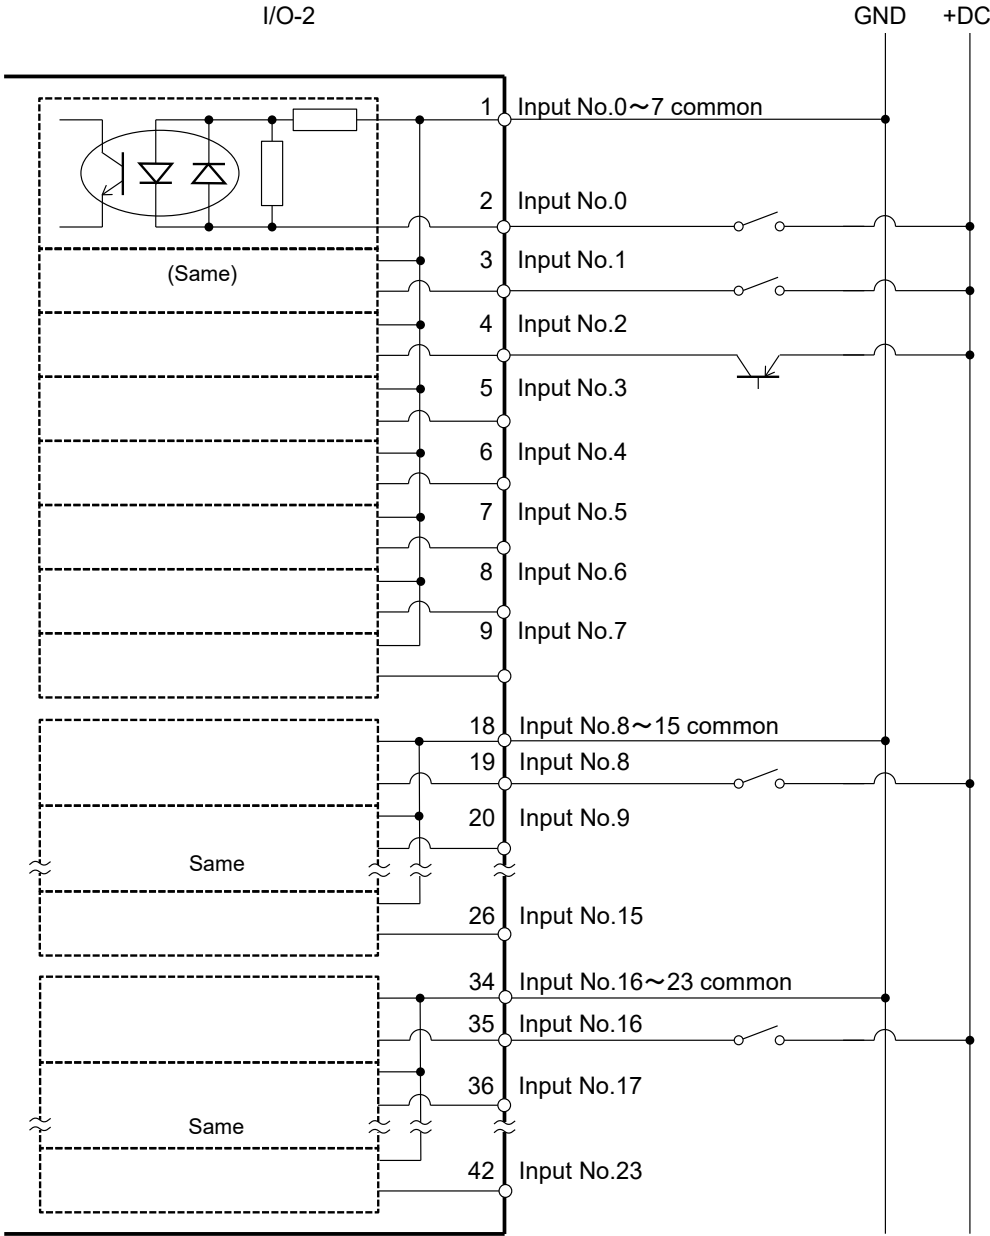 I/O-2 GND +DC
1 Input No.0～7 common
2 Input No.0
3 Input No.1
(Same)
4 Input No.2
5 Input No.3
6 Input No.4
7 Input No.5
8 Input No.6
9 Input No.7
18 Input No.8～15 common
19 Input No.8
20 Input No.9
Same
26 Input No.15
34 Input No.16～23 common
35 Input No.16
36 Input No.17
Same
42 Input No.23